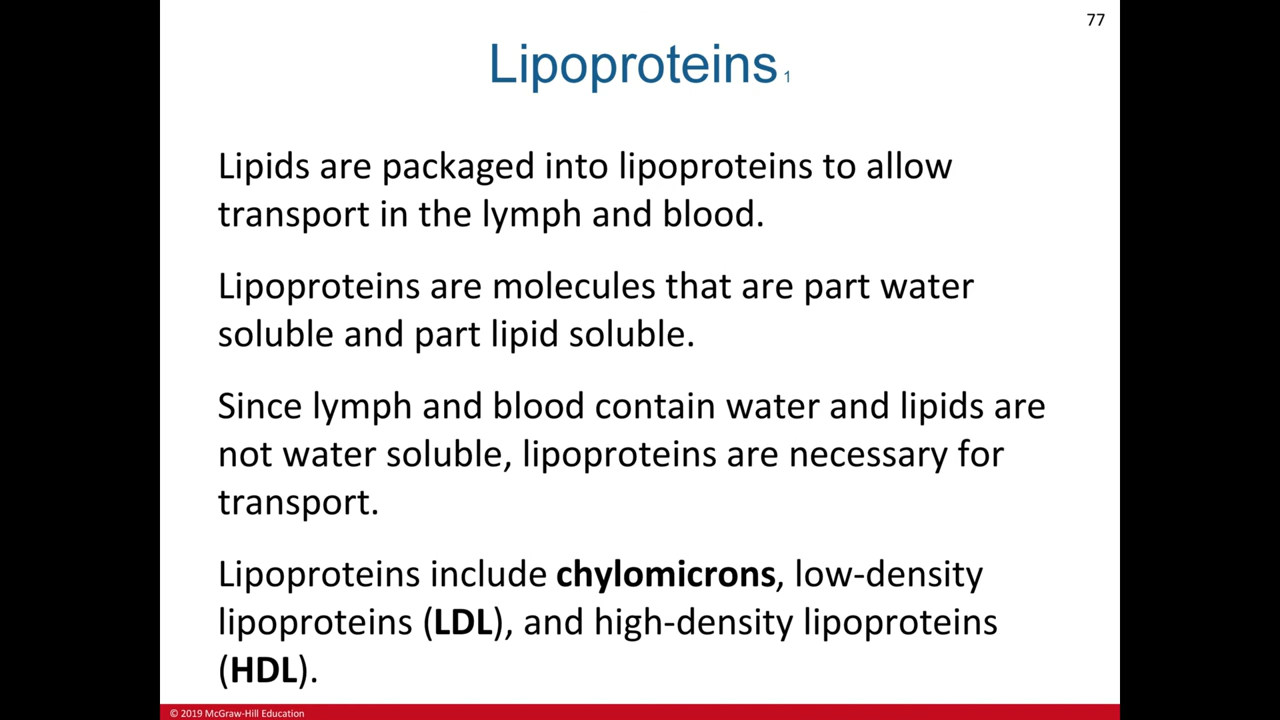 77
Lipoproteins 1
Lipids are packaged into lipoproteins to allow
transport in the lymph and blood.
Lipoproteins are molecules that are part water
soluble and part lipid soluble.
Since lymph and blood contain water and lipids are
not water soluble, lipoproteins are necessary for
transport.
Lipoproteins include chylomicrons, low-density
lipoproteins (LDL), and high-density lipoproteins
(HDL).
© 2019 McGraw-Hill Education